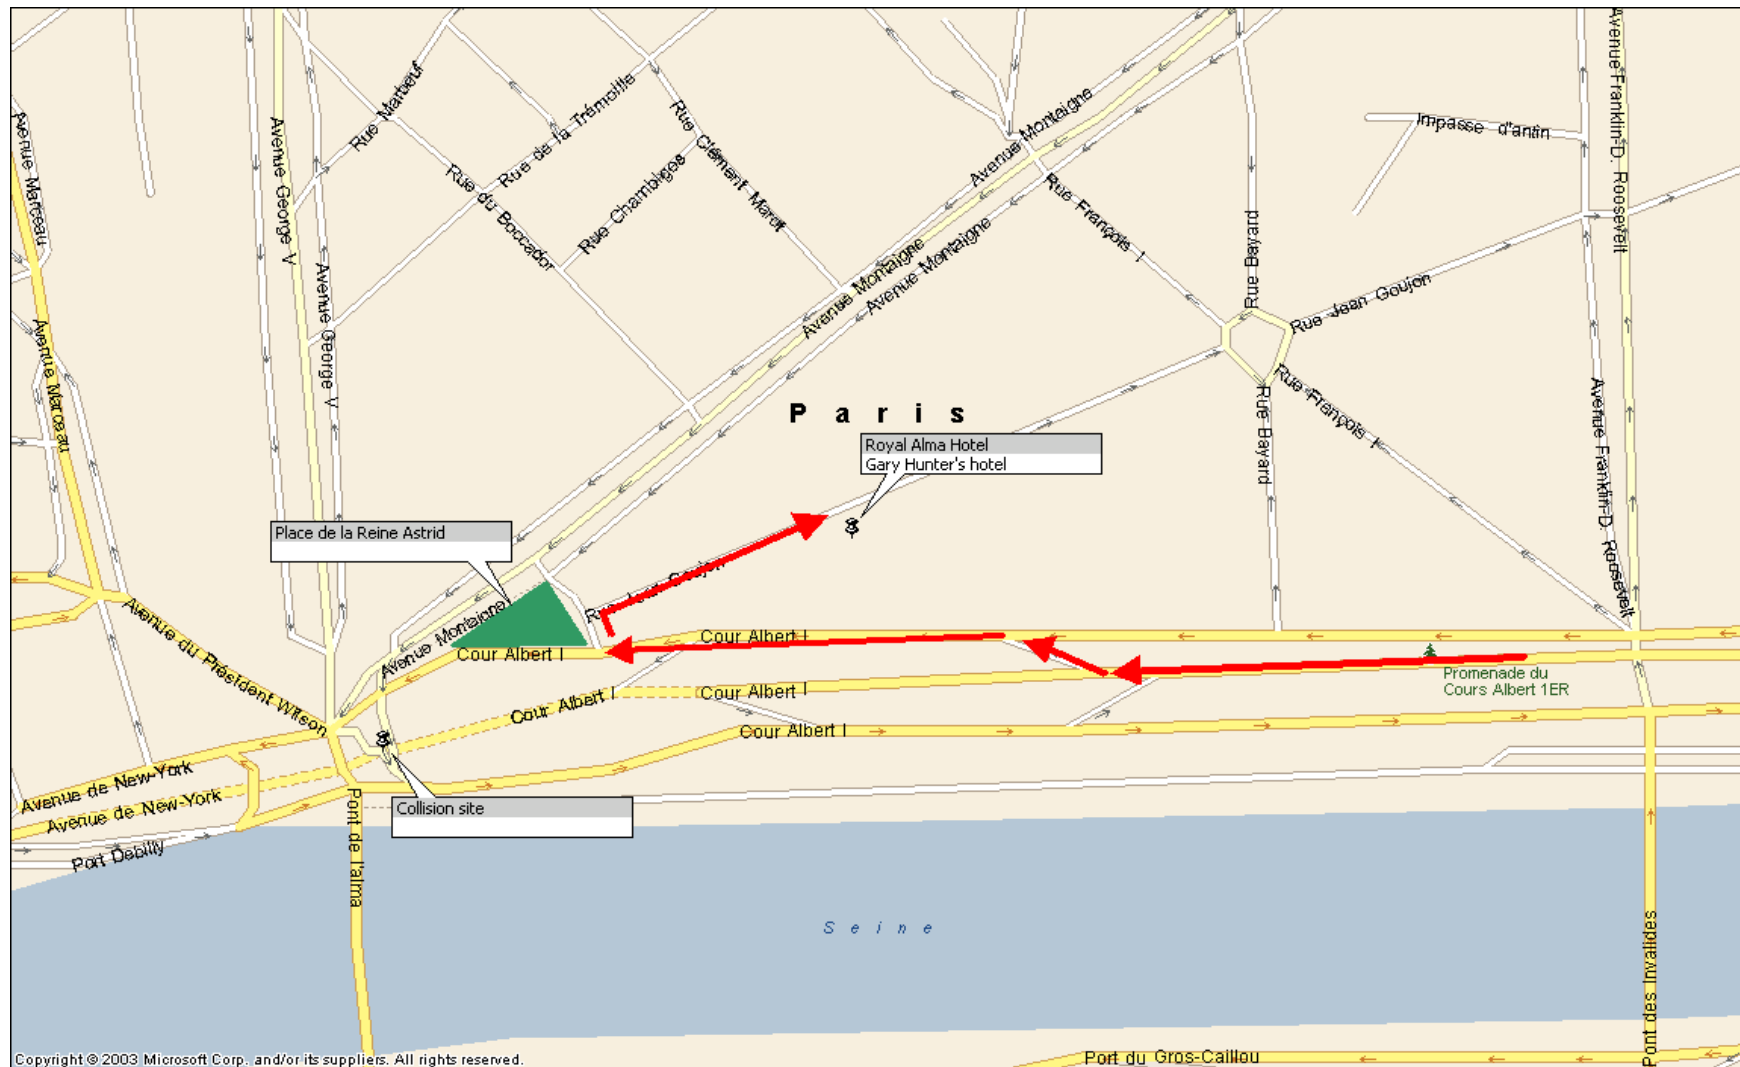 Avenue Marceau
Avenue George V
Rue Marbeuf
Rue de la Trémoille
Rue Clément Marot
Avenue Montaigne
Avenue Franklin-D. Roosevelt
Impasse d'antin
Rue du Boccador
Rue Chambiges
Rue François I
Rue Bayard
Avenue George V
Avenue Montaigne
Avenue Montaigne
Rue Jean Goujon
Avenue Marceau
Paris
Rue François I
Rue Bayard
Avenue Franklin-D. Roosevelt
Royal Alma Hotel
Gary Hunter's hotel
Place de la Reine Astrid
Rue Jean Goujon
Avenue Montaigne
Avenue du Président Wilson
Cour Albert I
Cour Albert I
Promenade du
Cours Albert 1ER
Cour Albert I
Cour Albert I
Cour Albert I
Avenue de New-York
Avenue de New-York
Collision site
Port Debilly
Pont de l'alma
Seine
Pont des Invalides
Port du Gros-Caillou
Copyright © 2003 Microsoft Corp. and/or its suppliers. All rights reserved.